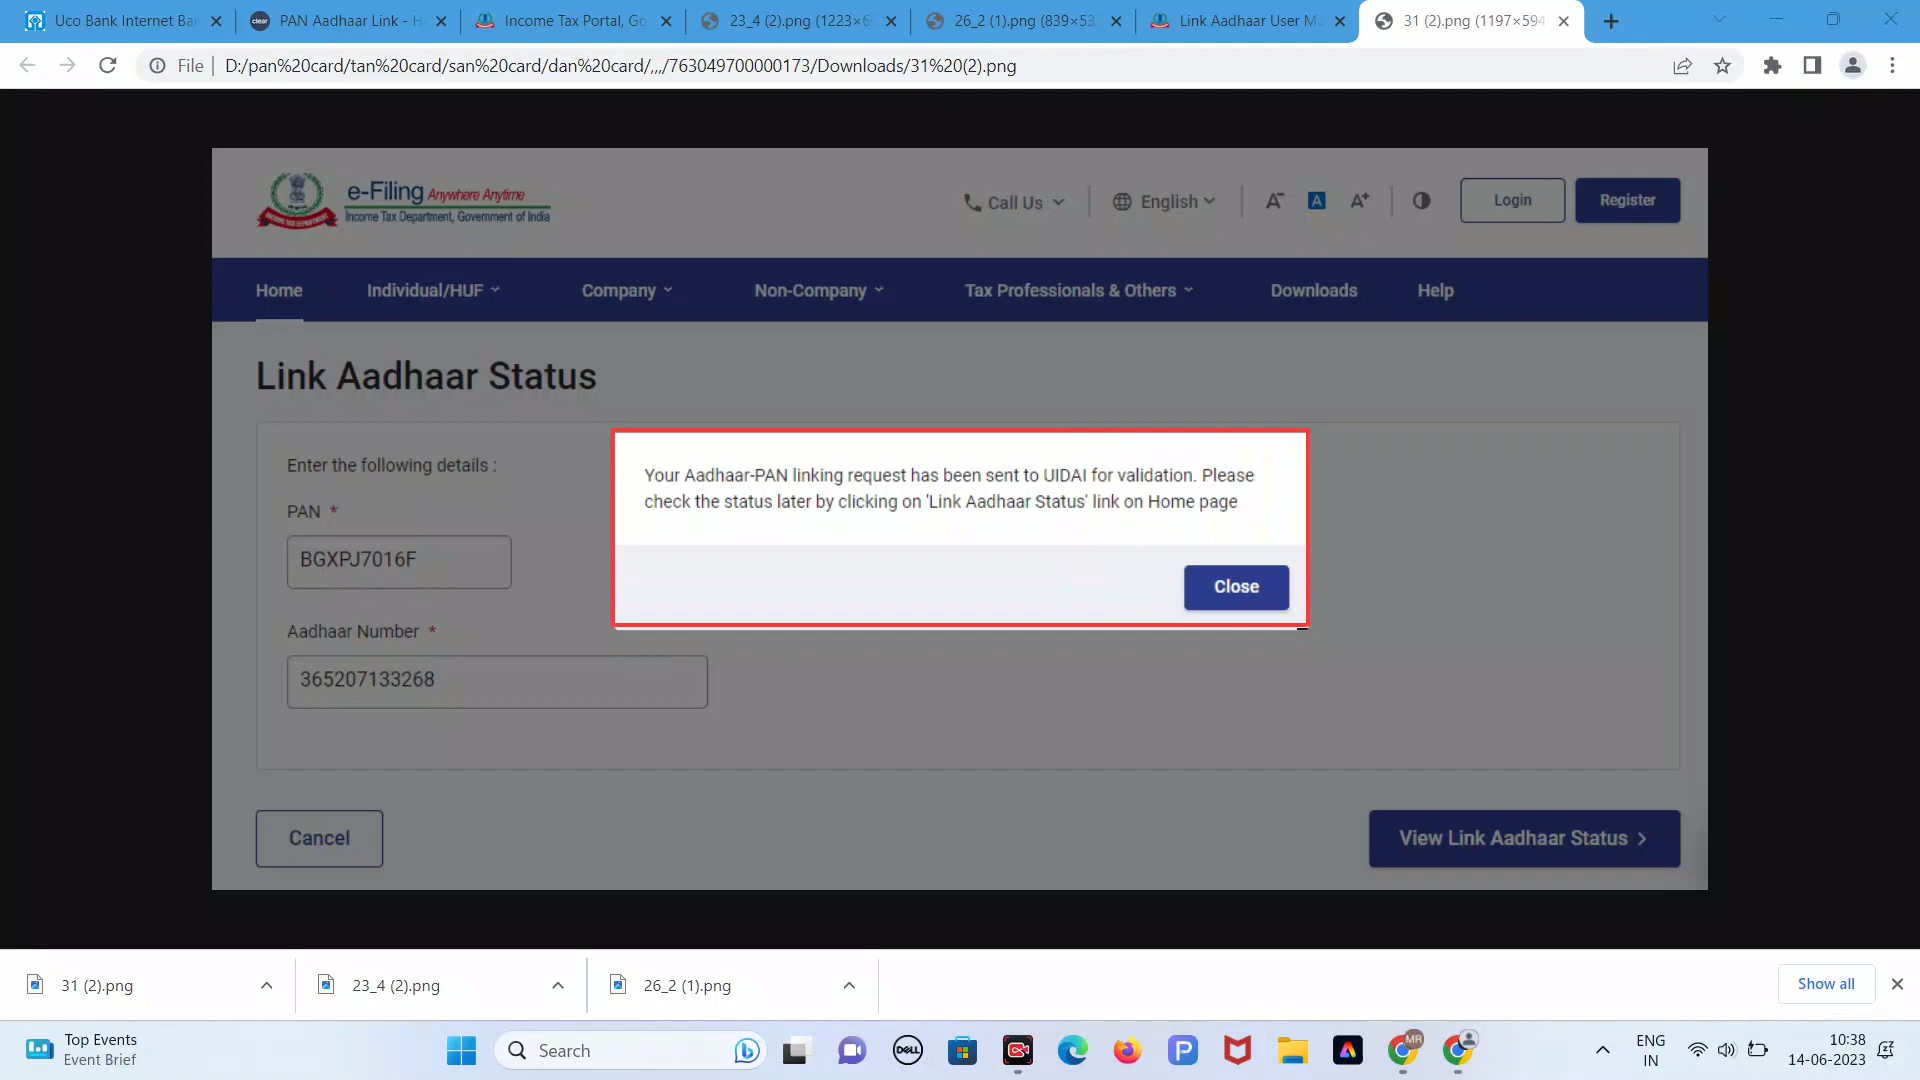 Uco Bank Internet Ba
PAN Aadhaar Link - H
Income Tax Portal, Go
23_4 (2).png (1223×6
26_2 (1).png (839×53
Link Aadhaar User Ma
31 (2).png (1197×594
File
D:/pan%20card/tan%20card/san%20card/dan%20card/,,,/763049700000173/Downloads/31%20(2).png
e-Filing Anywhere Anytime
Income Tax Department, Government of India
Call Us
English
A-
A
A+
Login
Register
Home
Individual/HUF
Company
Non-Company
Tax Professionals & Others
Downloads
Help
Link Aadhaar Status
Enter the following details :
PAN *
BGXPJ7016F
Aadhaar Number *
365207133268
Your Aadhaar-PAN linking request has been sent to UIDAI for validation. Please
check the status later by clicking on 'Link Aadhaar Status' link on Home page
Close
Cancel
View Link Aadhaar Status >
31 (2).png
23_4 (2).png
26_2 (1).png
Show all
Top Events
Event Brief
Search
DELL
MR
ENG
IN
10:38
14-06-2023